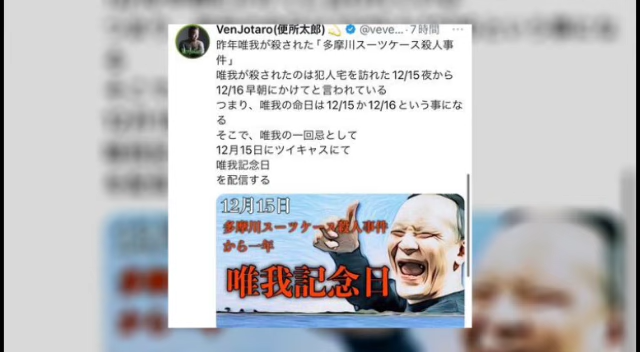 VenJotaro(便所太郎) @veve...・7時間
昨年唯我が殺された「多摩川スーツケース殺人事
件」
唯我が殺されたのは犯人宅を訪れた12/15夜から
12/16早朝にかけてと言われている
つまり、唯我の命日は12/15か12/16という事にな
る
そこで、唯我の一回忌として
12月15日にツイキャスにて
唯我記念日
を配信する
12月15日
多摩川スーツケース殺人事件
から一年
唯我記念日